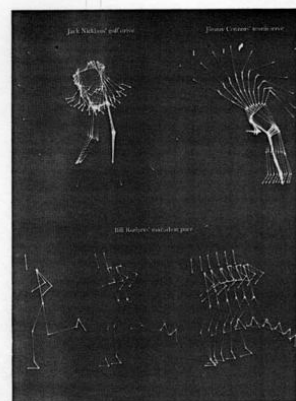 Jack Nicklaus' golf swing
Jimmy Connors' tennis serve
Bill Rodgers' marathon pace